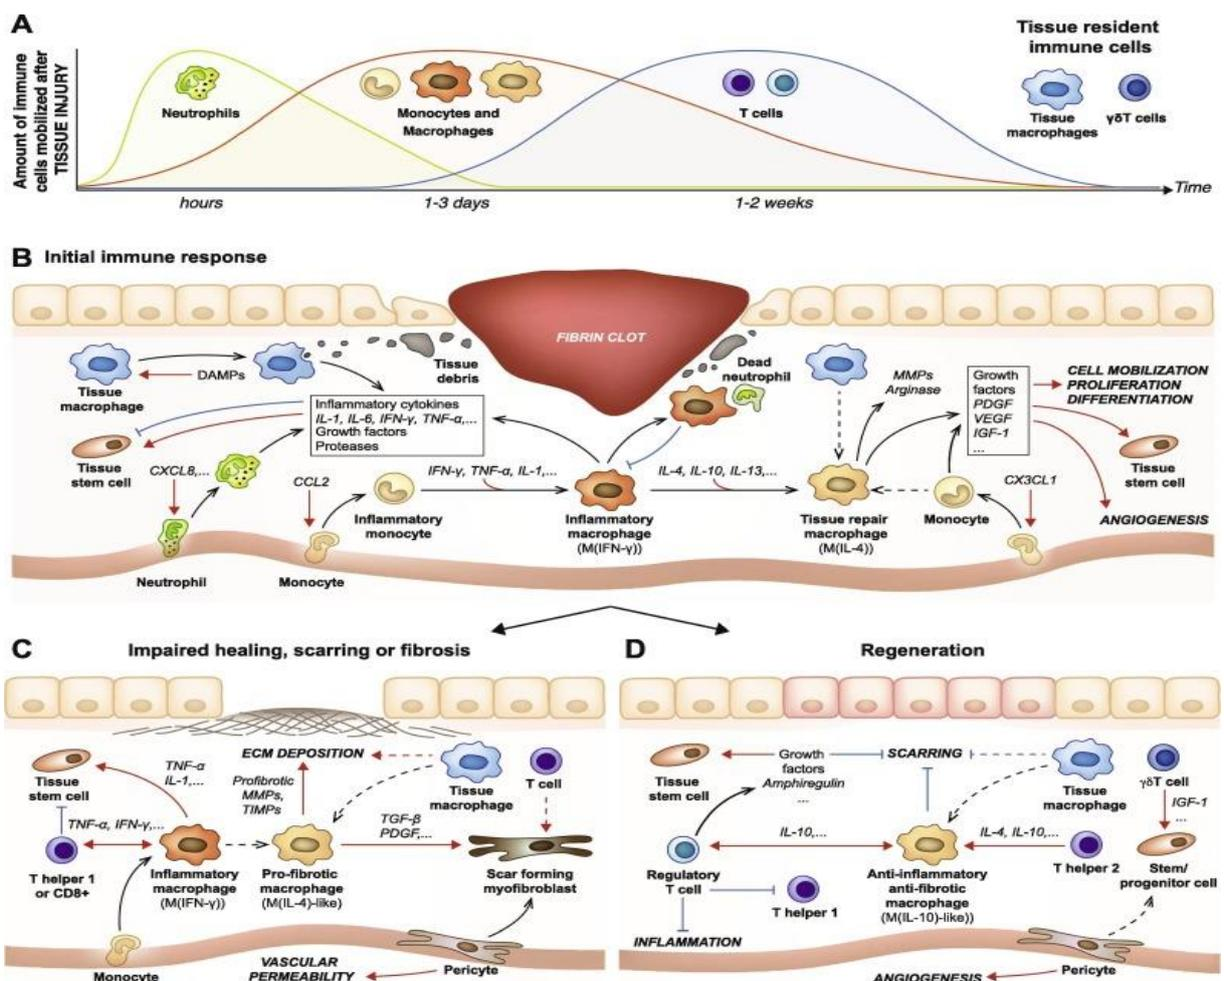 A
Amount of immune
cells mobilized after
TISSUE INJURY
Neutrophils
Monocytes and
Macrophages
T cells
Tissue resident
immune cells
Tissue
macrophages
γδT cells
Time
hours
1-3 days
1-2 weeks
B Initial immune response
FIBRIN CLOT
Tissue
macrophage
DAMPs
Tissue
debris
Dead
neutrophil
Inflammatory cytokines
IL-1, IL-6, IFN-γ, TNF-α,...
Growth factors
Proteases
Tissue
stem cell
CXCL8,...
CCL2
Neutrophil
Monocyte
Inflammatory
monocyte
IFN-γ, TNF-α, IL-1,...
Inflammatory
macrophage
(M(IFN-γ))
IL-4, IL-10, IL-13,...
Tissue repair
macrophage
(M(IL-4))
MMPs
Arginase
Growth
factors
PDGF
VEGF
IGF-1
...
CELL MOBILIZATION
PROLIFERATION
DIFFERENTIATION
Tissue
stem cell
ANGIOGENESIS
Monocyte
CX3CL1
C Impaired healing, scarring or fibrosis
Tissue
stem cell
TNF-α
IL-1,...
TNF-α, IFN-γ,...
T helper 1
or CD8+
Inflammatory
macrophage
(M(IFN-γ))
ECM DEPOSITION
Profibrotic
MMPs,
TIMPs
Pro-fibrotic
macrophage
(M(IL-4)-like)
Tissue
macrophage
T cell
TGF-β
PDGF,...
Scar forming
myofibroblast
Monocyte
VASCULAR
PERMEABILITY
Pericyte
D Regeneration
Tissue
stem cell
Growth
factors
Amphiregulin
...
SCARRING
Tissue
macrophage
γδT cell
IGF-1
...
IL-10,...
IL-4, IL-10,...
Regulatory
T cell
T helper 1
INFLAMMATION
Anti-inflammatory
anti-fibrotic
macrophage
(M(IL-10)-like))
T helper 2
Stem/
progenitor cell
ANGIOGENESIS
Pericyte